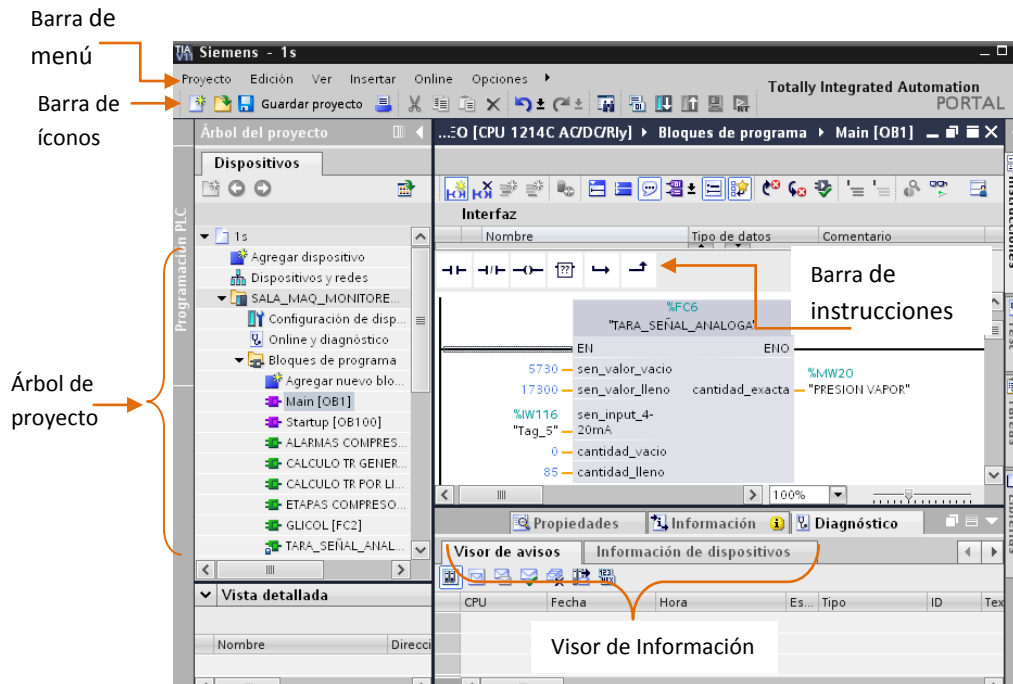 Barra de
menú
Barra de
íconos
Árbol de
proyecto
TIA
V11
Siemens - 1s
Proyecto Edición Ver Insertar Online Opciones
Guardar proyecto
Totally Integrated Automation
PORTAL
Árbol del proyecto
...EO [CPU 1214C AC/DC/Rly] Bloques de programa Main [OB1]
Dispositivos
Programación PLC
1s
Agregar dispositivo
Dispositivos y redes
SALA_MAQ_MONITORE...
Configuración de disp...
Online y diagnóstico
Bloques de programa
Agregar nuevo blo...
Main [OB1]
Startup [OB100]
ALARMAS COMPRES...
CALCULO TR GENER...
CALCULO TR POR LI...
ETAPAS COMPRESO...
GLICOL [FC2]
TARA_SEÑAL_ANAL...
Vista detallada
Nombre Direcci
Interfaz
Nombre Tipo de datos Comentario
??
Barra de
instrucciones
%FC6
"TARA_SEÑAL_ANALOGA"
EN ENO
5730 sen_valor_vacio
%MW20
17300 sen_valor_lleno cantidad_exacta "PRESION VAPOR"
%IW116 sen_input_4-
"Tag_5" 20mA
0 cantidad_vacio
85 cantidad_lleno
100%
Propiedades Información Diagnóstico
Visor de avisos Información de dispositivos
CPU Fecha Hora Es... Tipo ID Tex
Visor de Información
Instrucciones
Test
Tareas
Librerías